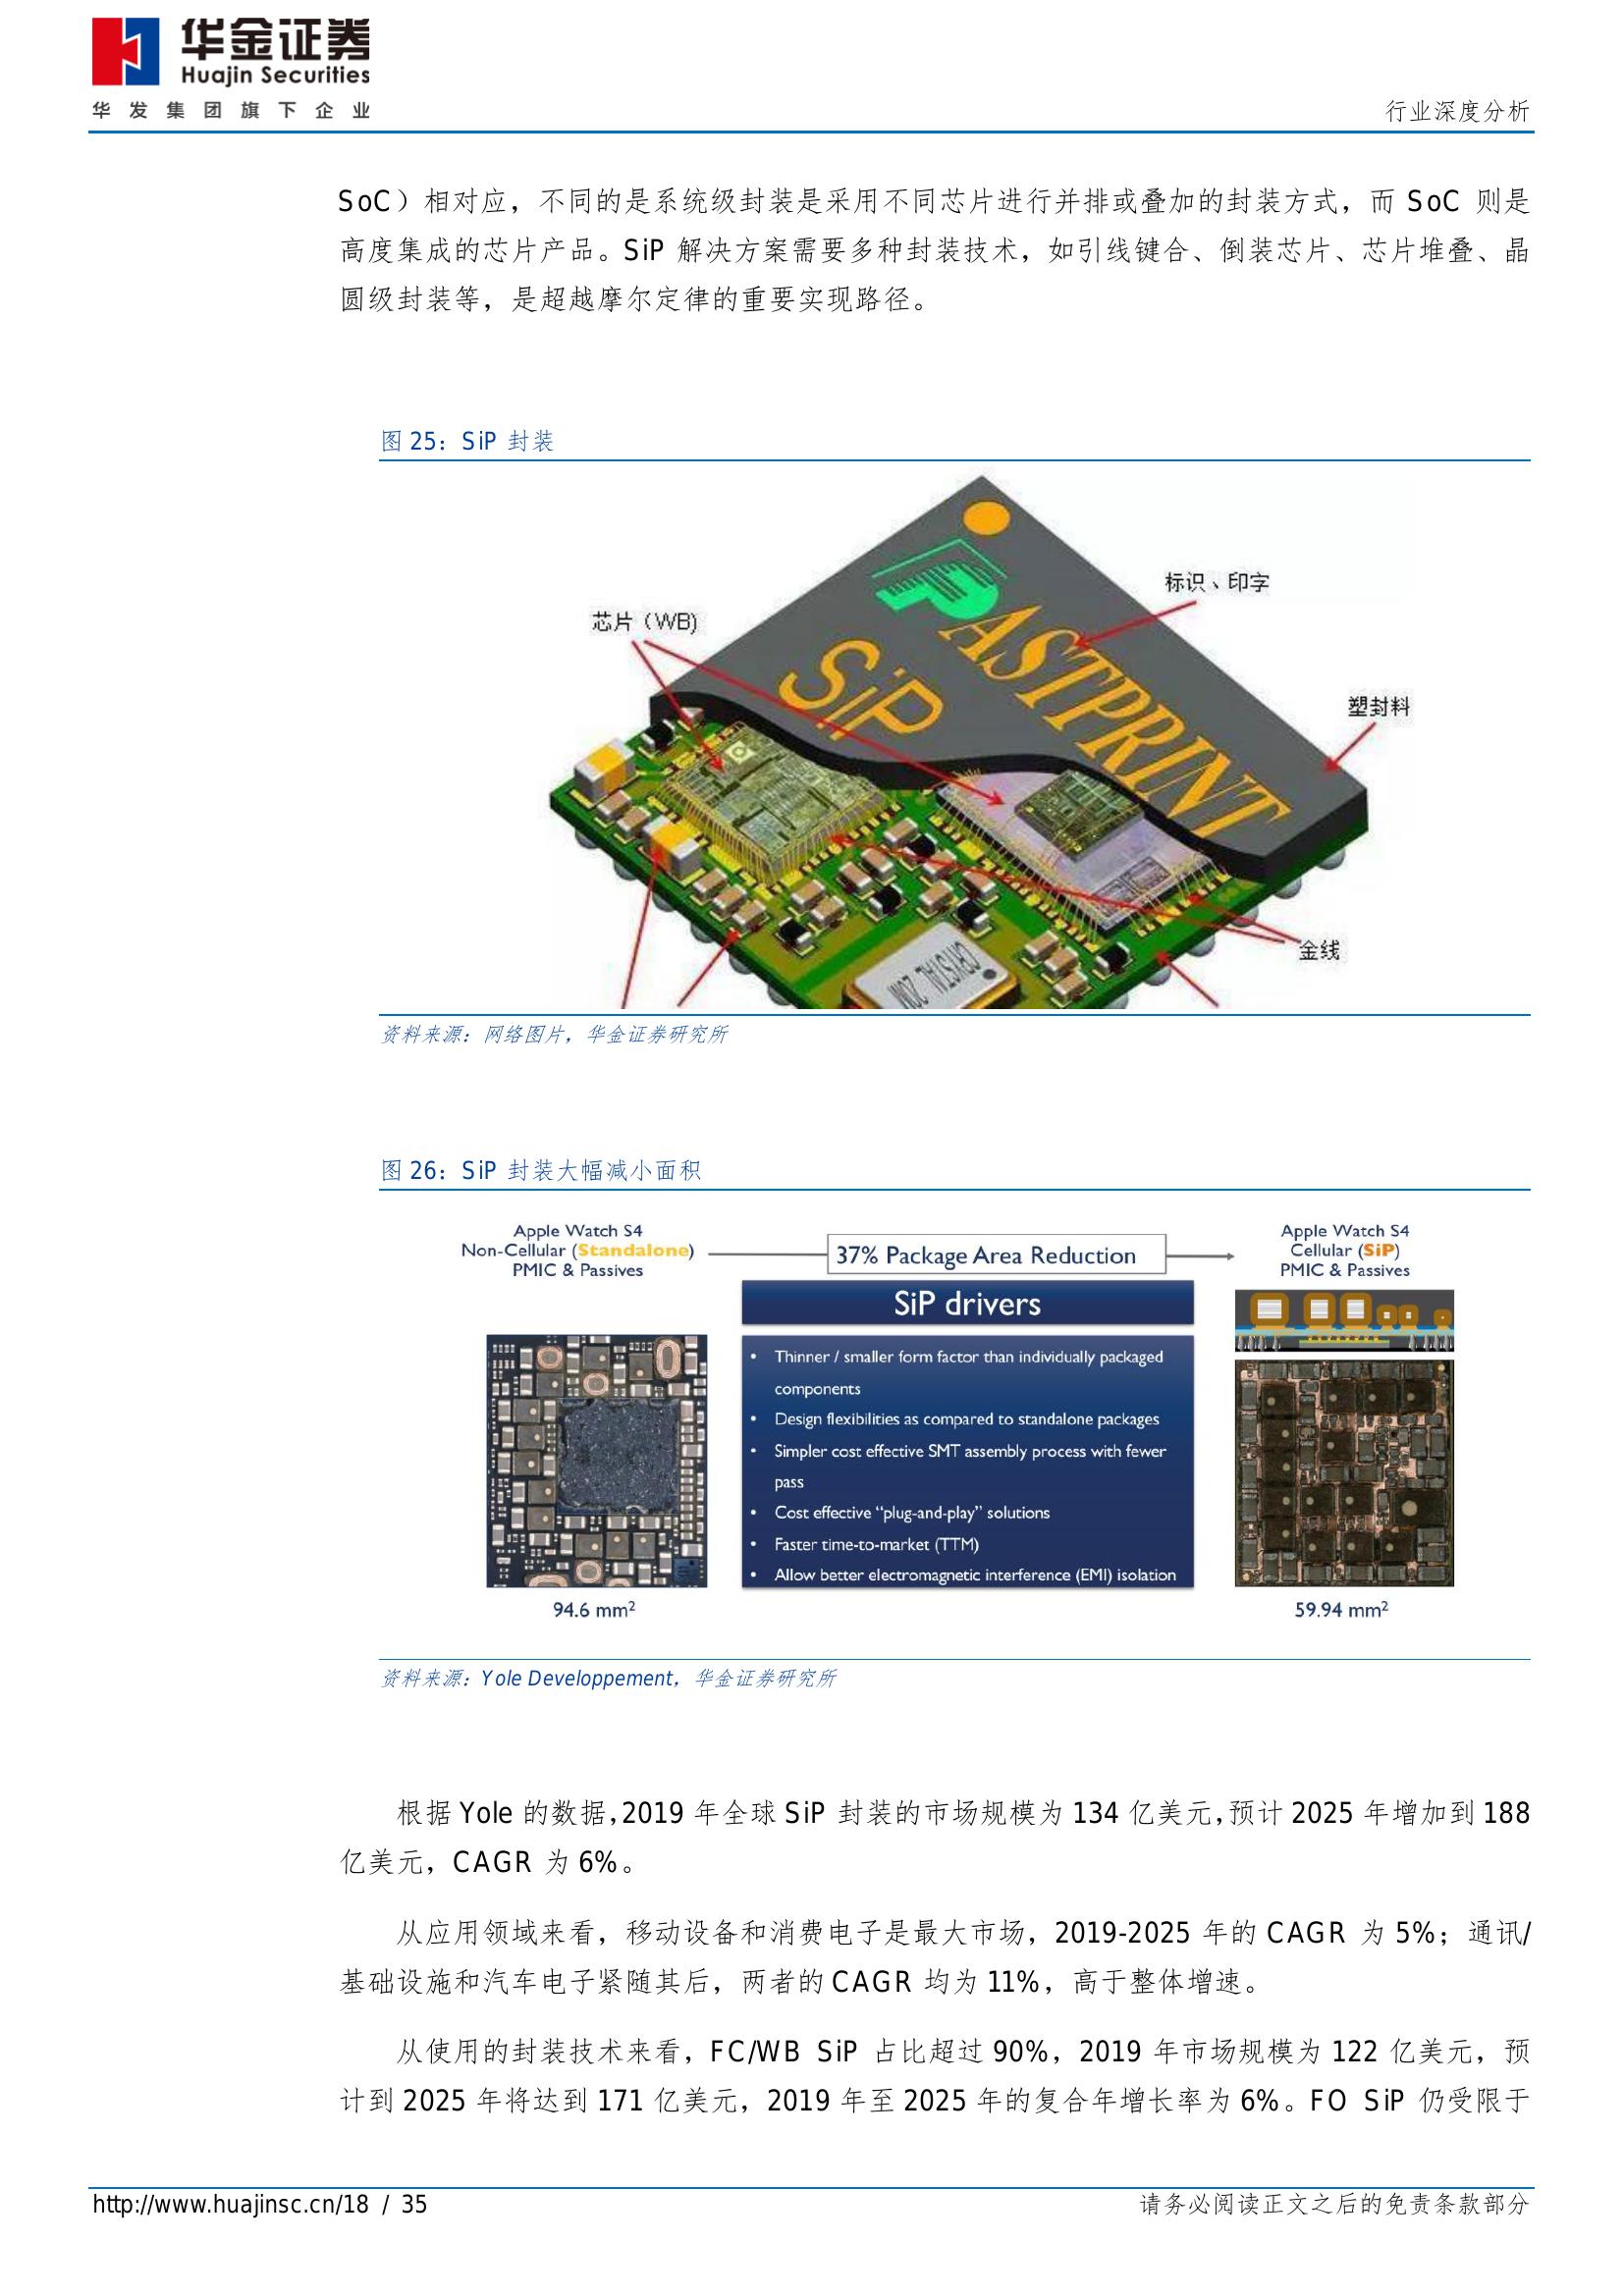 华金证券
Huajin Securities
华发集团旗下企业
行业深度分析
SoC）相对应，不同的是系统级封装是采用不同芯片进行并排或叠加的封装方式，而 SoC 则是
高度集成的芯片产品。SiP 解决方案需要多种封装技术，如引线键合、倒装芯片、芯片堆叠、晶
圆级封装等，是超越摩尔定律的重要实现路径。
图 25：SiP 封装
标识、印字
芯片（WB)
塑封料
PASTPRINT
SiP
CRYSTAL 20M
金线
资料来源：网络图片，华金证券研究所
图 26：SiP 封装大幅减小面积
Apple Watch S4
Non-Cellular (Standalone)
PMIC & Passives
37% Package Area Reduction
Apple Watch S4
Cellular (SiP)
PMIC & Passives
SiP drivers
• Thinner / smaller form factor than individually packaged
components
• Design flexibilities as compared to standalone packages
• Simpler cost effective SMT assembly process with fewer
pass
• Cost effective “plug-and-play” solutions
• Faster time-to-market (TTM)
• Allow better electromagnetic interference (EMI) isolation
94.6 mm²
59.94 mm²
资料来源：Yole Developpement，华金证券研究所
根据 Yole 的数据，2019 年全球 SiP 封装的市场规模为 134 亿美元，预计 2025 年增加到 188
亿美元，CAGR 为 6%。
从应用领域来看，移动设备和消费电子是最大市场，2019-2025 年的 CAGR 为 5%；通讯/
基础设施和汽车电子紧随其后，两者的 CAGR 均为 11%，高于整体增速。
从使用的封装技术来看，FC/WB SiP 占比超过 90%，2019 年市场规模为 122 亿美元，预
计到 2025 年将达到 171 亿美元，2019 年至 2025 年的复合年增长率为 6%。FO SiP 仍受限于
http://www.huajinsc.cn/18 / 35
请务必阅读正文之后的免责条款部分